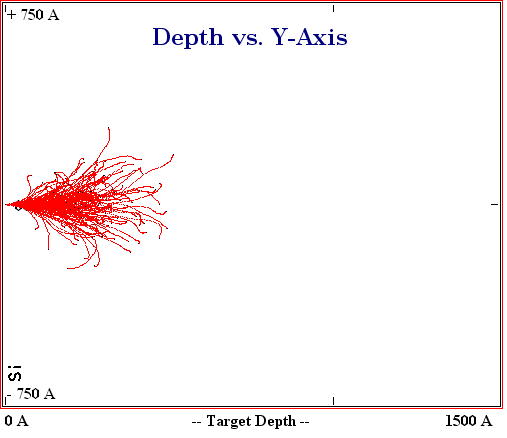 + 750 A
Depth vs. Y-Axis
Si
- 750 A
0 A -- Target Depth -- 1500 A